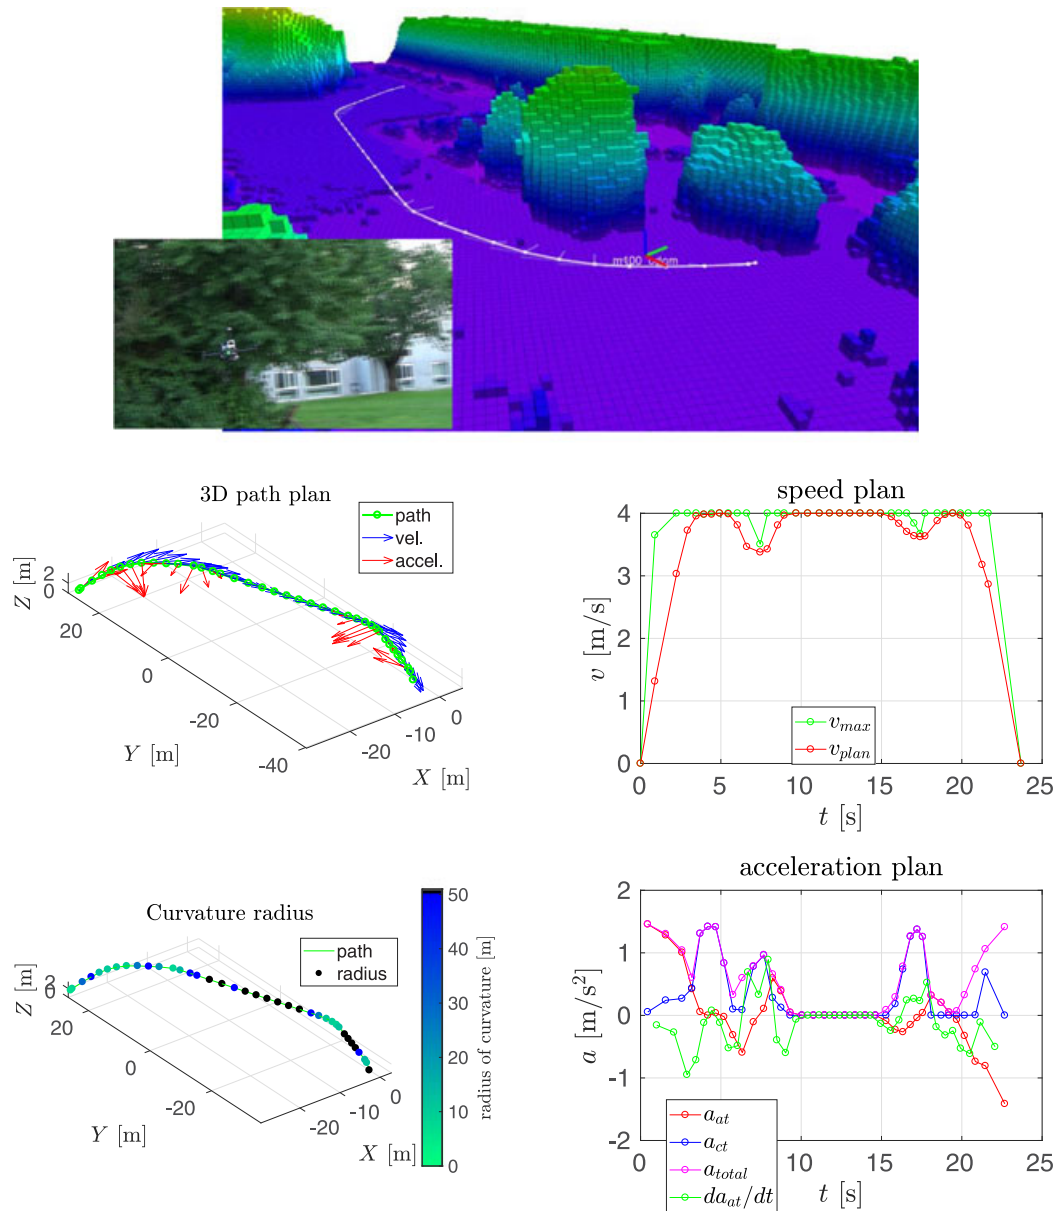 m100_odom
3D path plan
path
vel.
accel.
Z [m]
2
0
20
0
-20
-40
Y [m]
-20
-10
0
X [m]
speed plan
4
3
2
1
0
v [m/s]
v_max
v_plan
0 5 10 15 20 25
t [s]
Curvature radius
path
radius
Z [m]
2
0
20
0
-20
Y [m]
-20
-10
0
X [m]
50
40
30
20
10
0
radius of curvature [m]
acceleration plan
2
1
0
-1
-2
a [m/s²]
a_at
a_ct
a_total
da_at/dt
0 5 10 15 20 25
t [s]